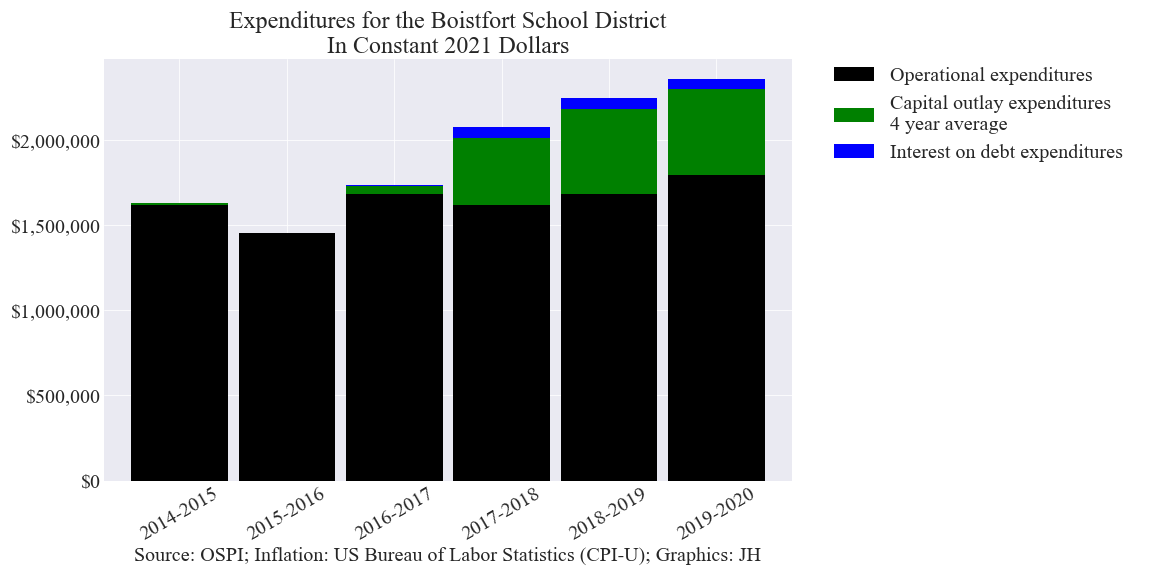 Expenditures for the Boistfort School District
In Constant 2021 Dollars
Operational expenditures
Capital outlay expenditures
4 year average
Interest on debt expenditures
$2,000,000
$1,500,000
$1,000,000
$500,000
$0
2014-2015
2015-2016
2016-2017
2017-2018
2018-2019
2019-2020
Source: OSPI; Inflation: US Bureau of Labor Statistics (CPI-U); Graphics: JH